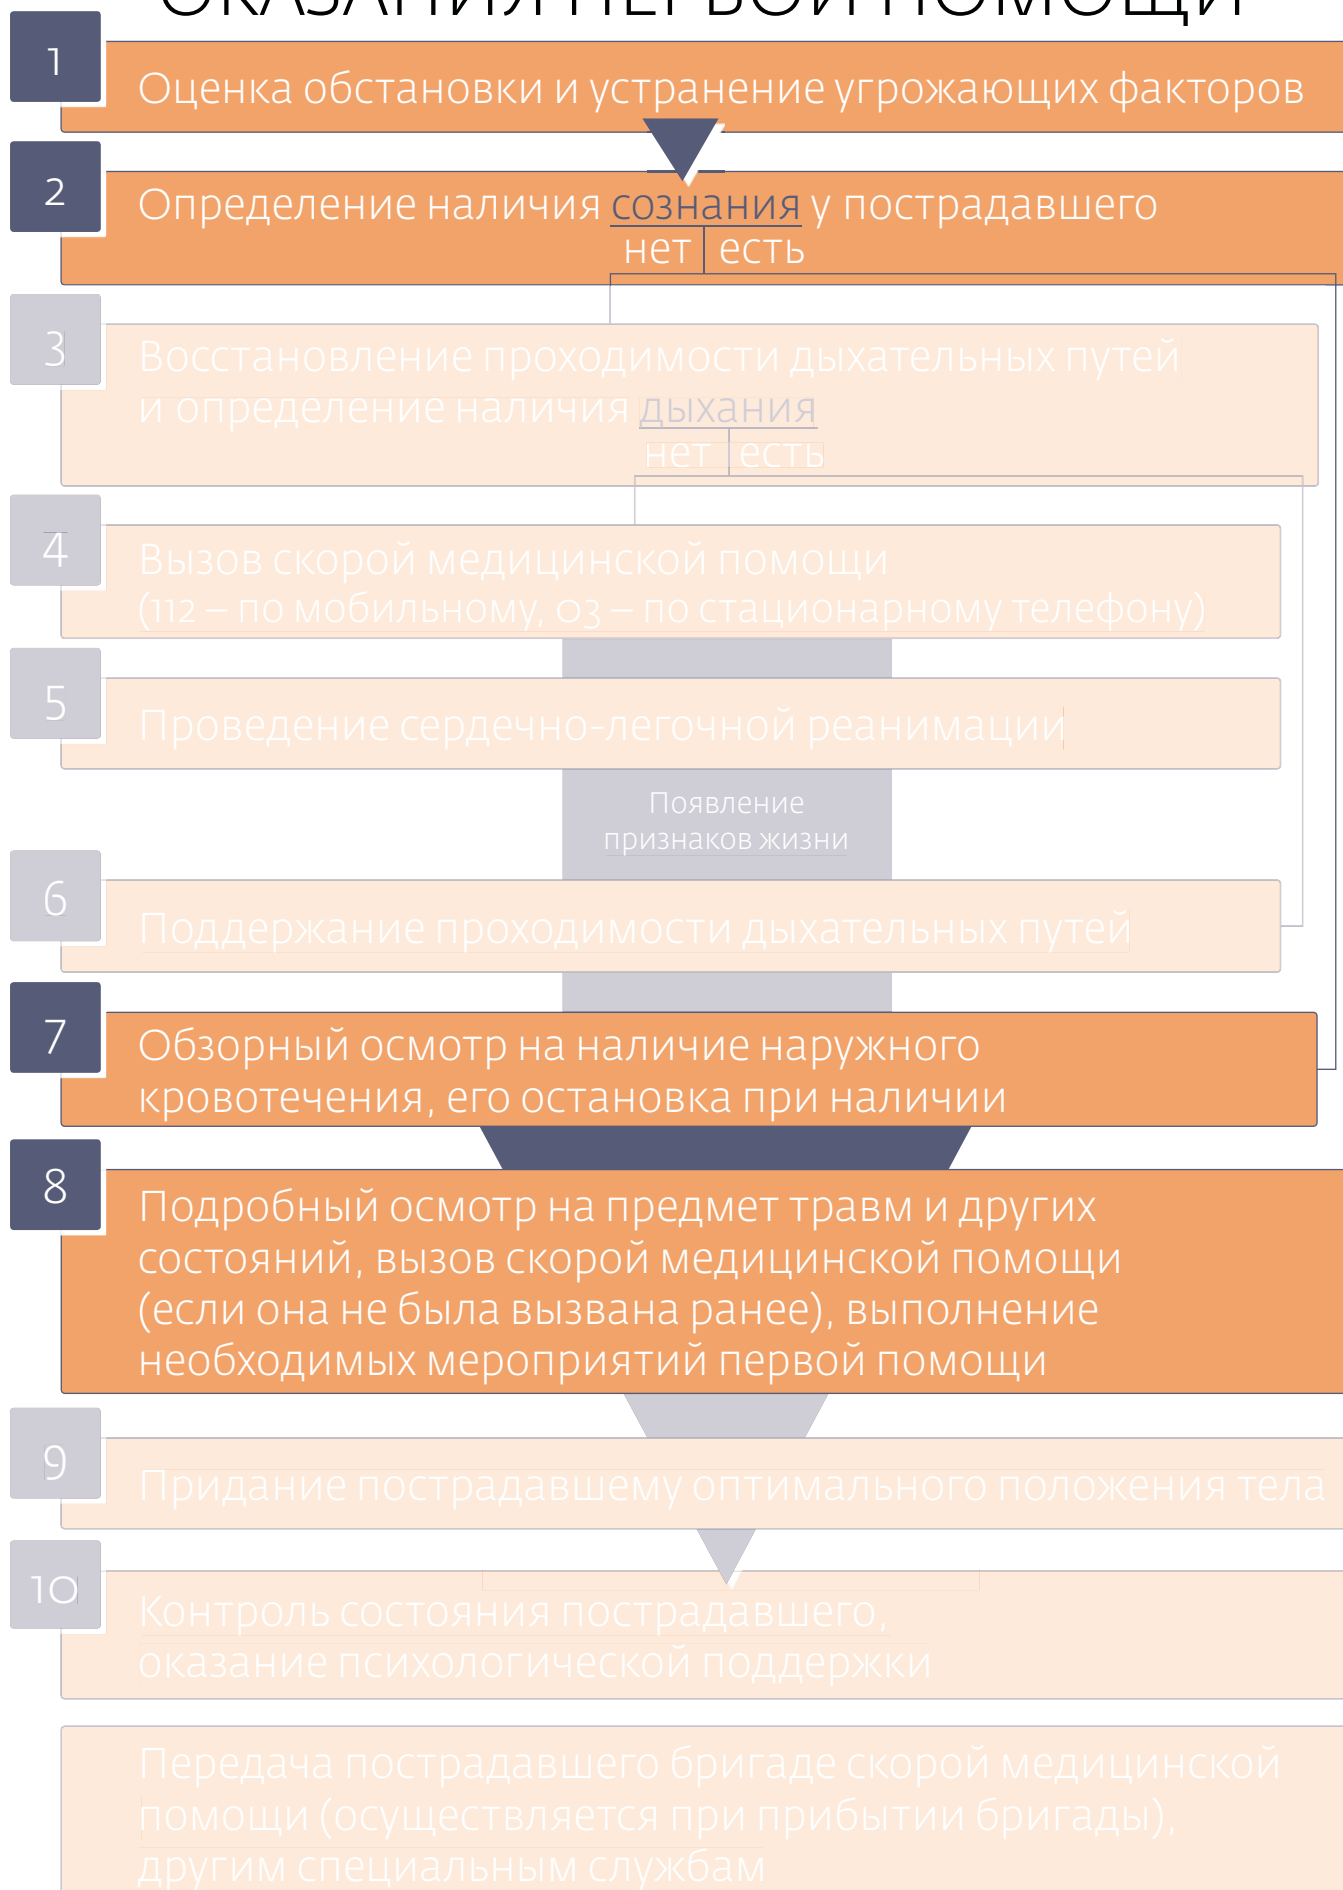 ОКАЗАНИЯ ПЕРВОЙ ПОМОЩИ
1
Оценка обстановки и устранение угрожающих факторов
2
Определение наличия сознания у пострадавшего
нет есть
3
Восстановление проходимости дыхательных путей
и определение наличия дыхания
нет есть
4
Вызов скорой медицинской помощи
(112 – по мобильному, 03 – по стационарному телефону)
5
Проведение сердечно-легочной реанимации
Появление
признаков жизни
6
Поддержание проходимости дыхательных путей
7
Обзорный осмотр на наличие наружного
кровотечения, его остановка при наличии
8
Подробный осмотр на предмет травм и других
состояний, вызов скорой медицинской помощи
(если она не была вызвана ранее), выполнение
необходимых мероприятий первой помощи
9
Придание пострадавшему оптимального положения тела
10
Контроль состояния пострадавшего,
оказание психологической поддержки
Передача пострадавшего бригаде скорой медицинской
помощи (осуществляется при прибытии бригады),
другим специальным службам